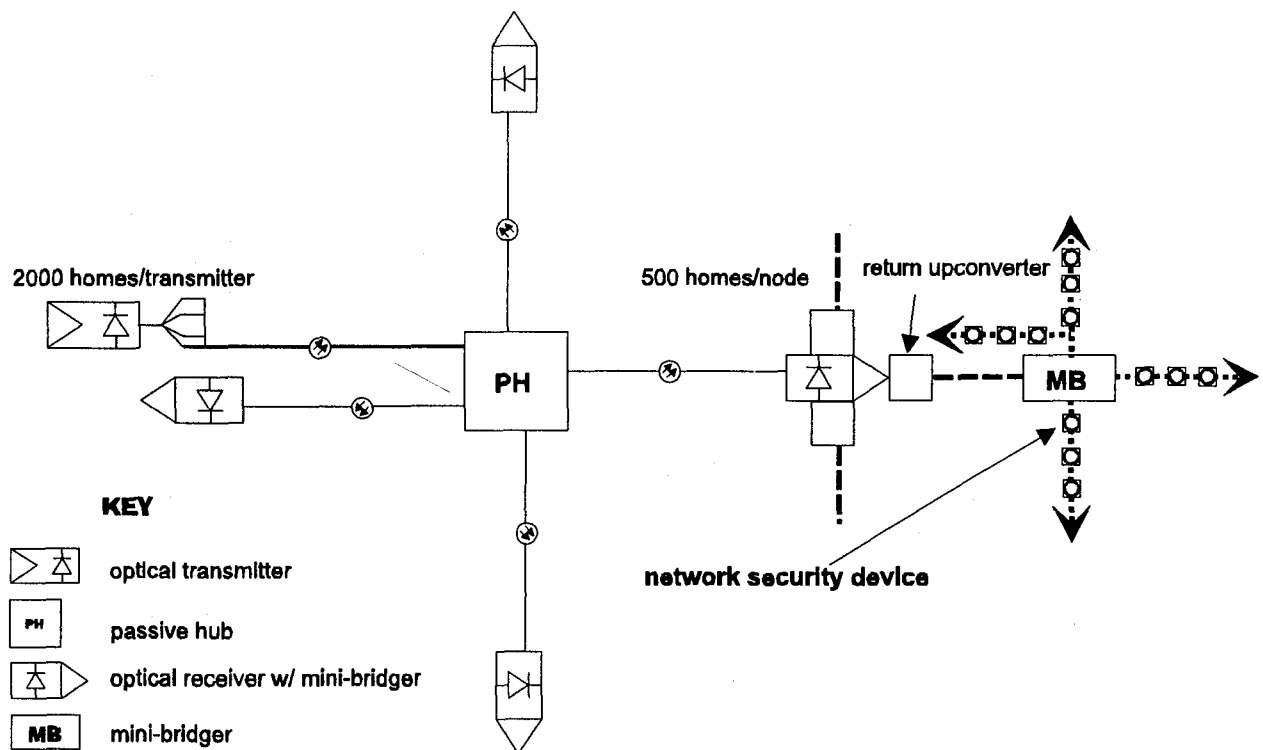 2000 homes/transmitter
500 homes/node
return upconverter
PH
MB
network security device
KEY
optical transmitter
PH
passive hub
optical receiver w/ mini-bridger
MB
mini-bridger